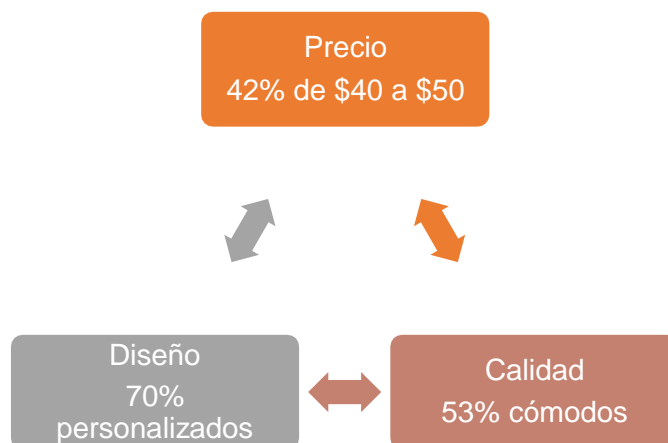 Precio
42% de $40 a $50
Diseño
70%
personalizados
Calidad
53% cómodos